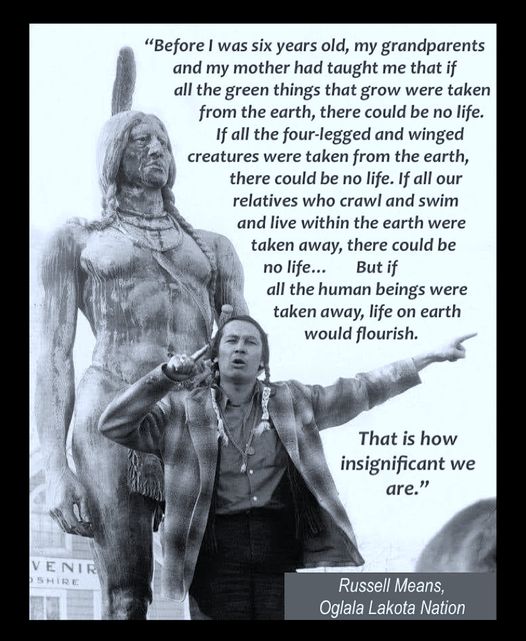 “Before I was six years old, my grandparents
and my mother had taught me that if
all the green things that grow were taken
from the earth, there could be no life.
If all the four-legged and winged
creatures were taken from the earth,
there could be no life. If all our
relatives who crawl and swim
and live within the earth were
taken away, there could be
no life... But if
all the human beings were
taken away, life on earth
would flourish.
That is how
insignificant we
are.”
VENIR
SHIRE
Russell Means,
Oglala Lakota Nation